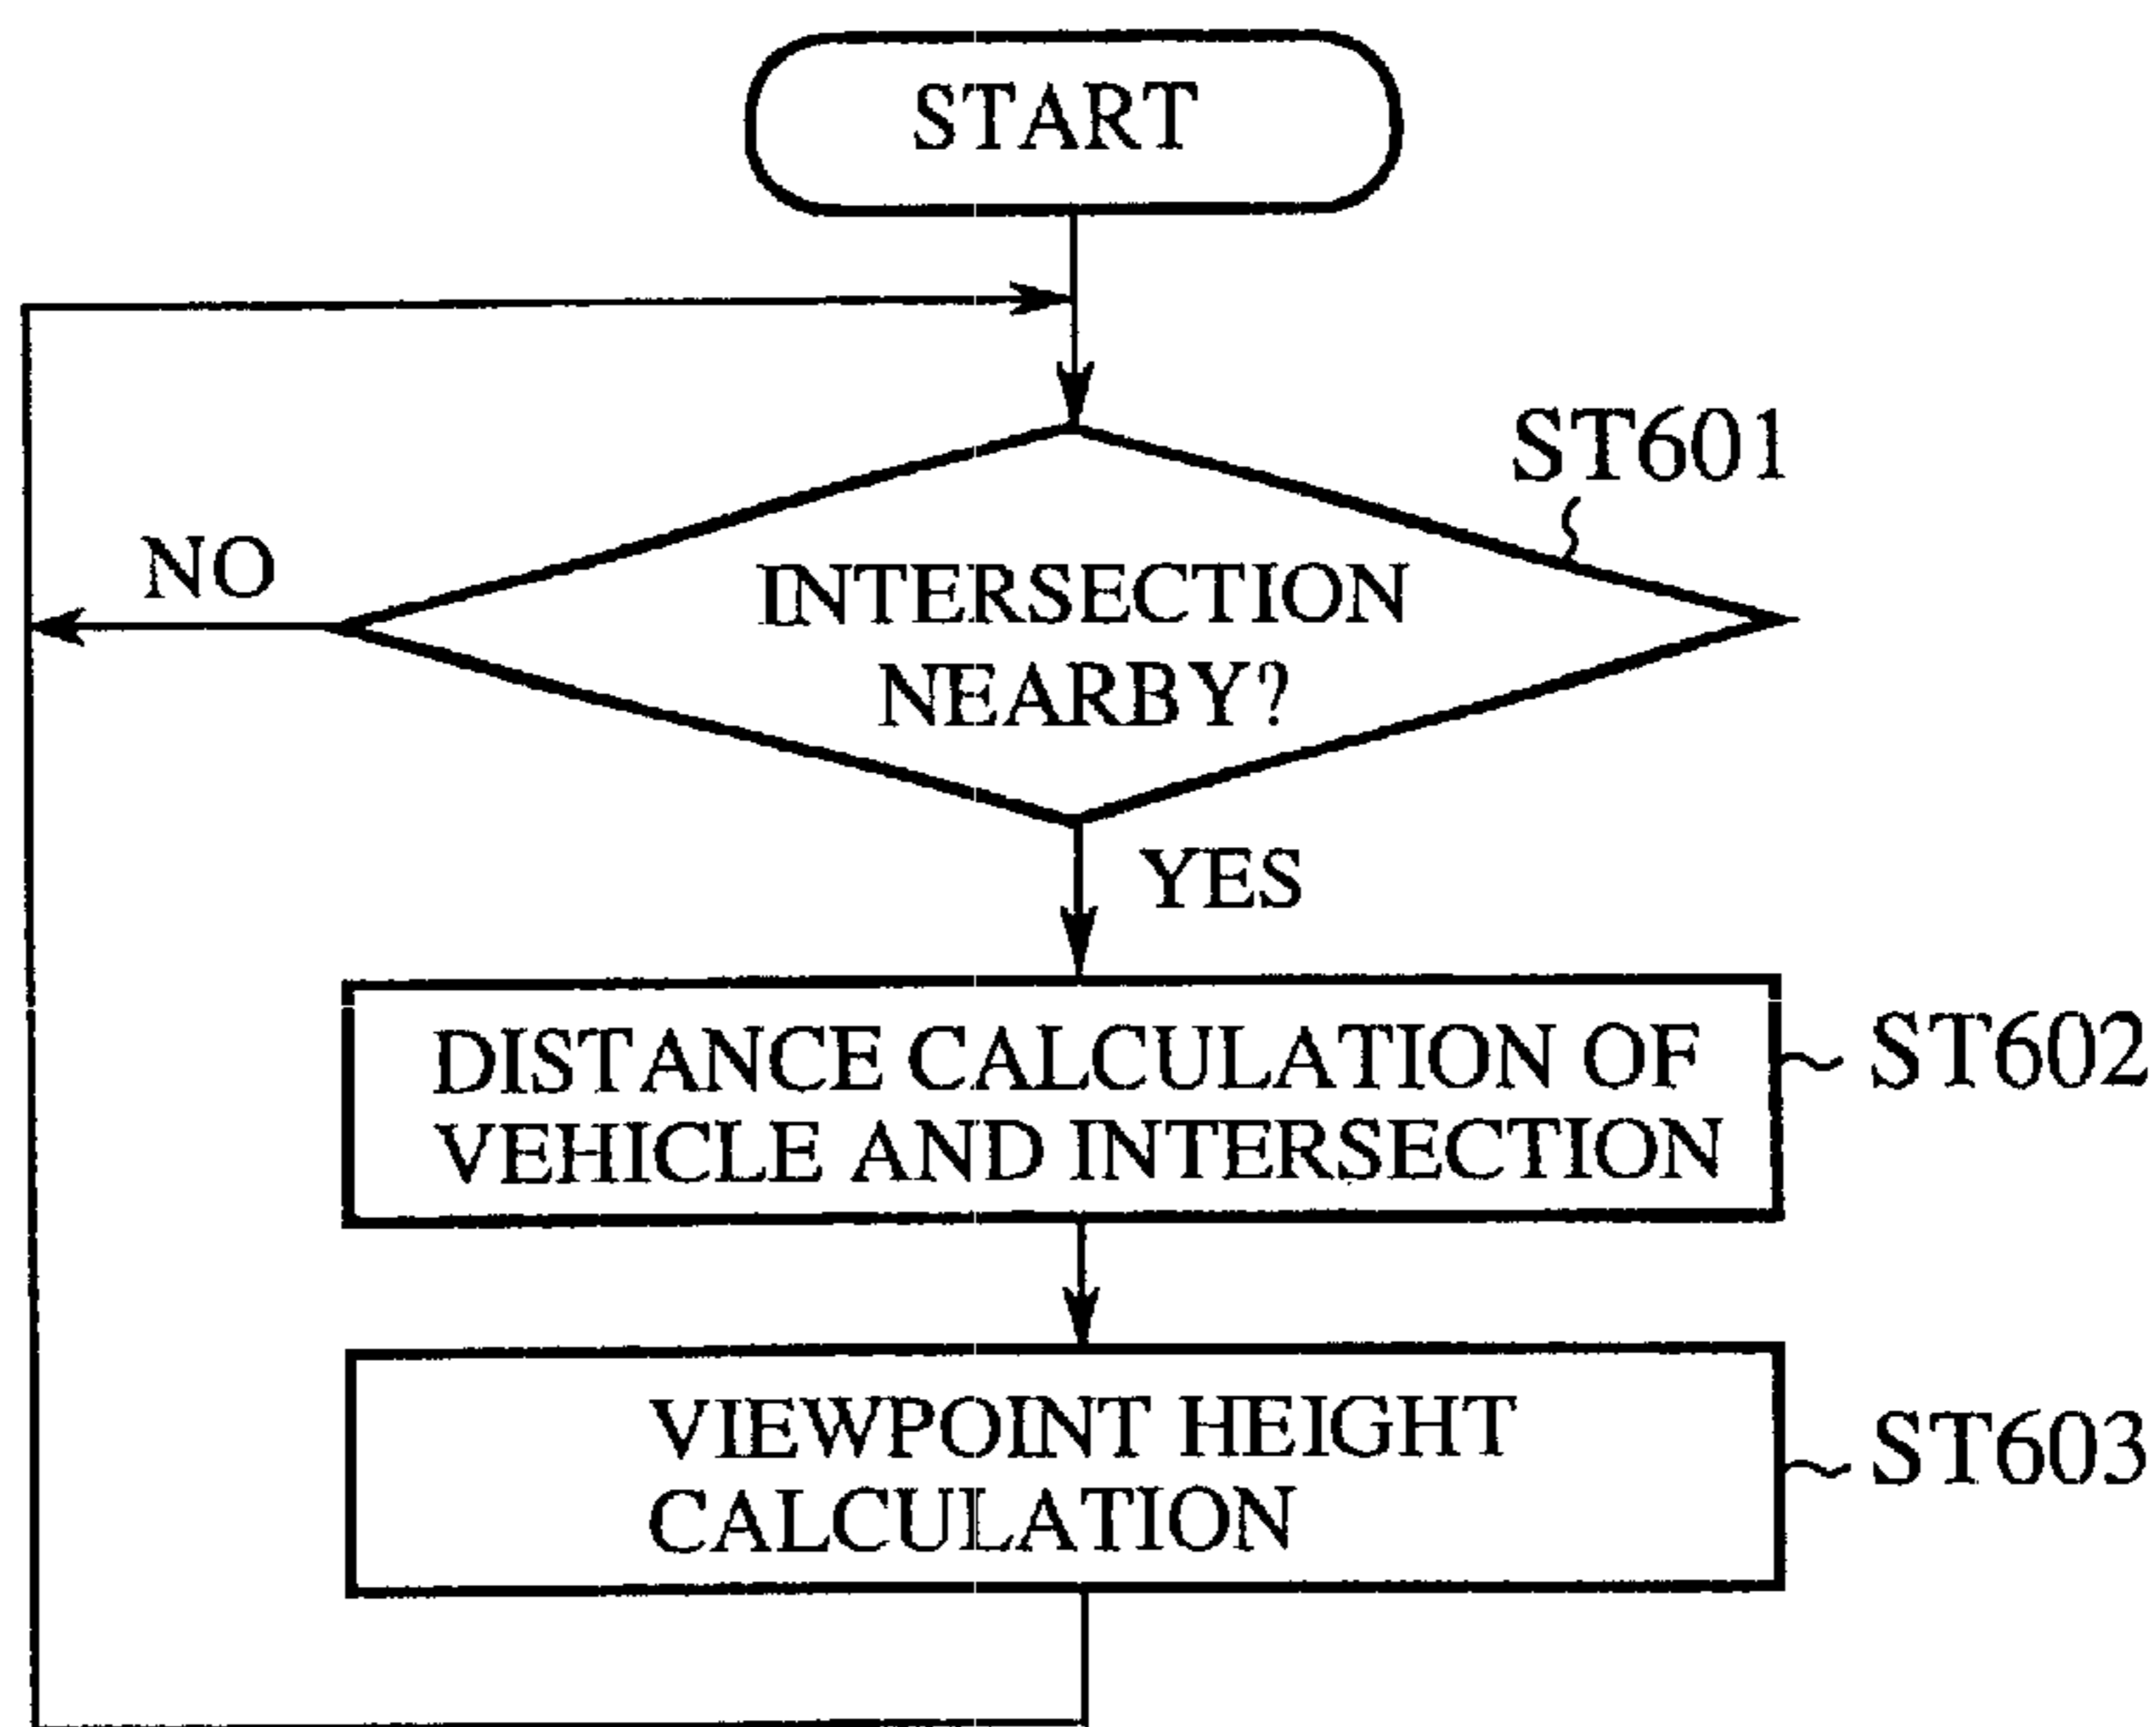 START
ST601
NO
INTERSECTION
NEARBY?
YES
DISTANCE CALCULATION OF
VEHICLE AND INTERSECTION
ST602
VIEWPOINT HEIGHT
CALCULATION
ST603